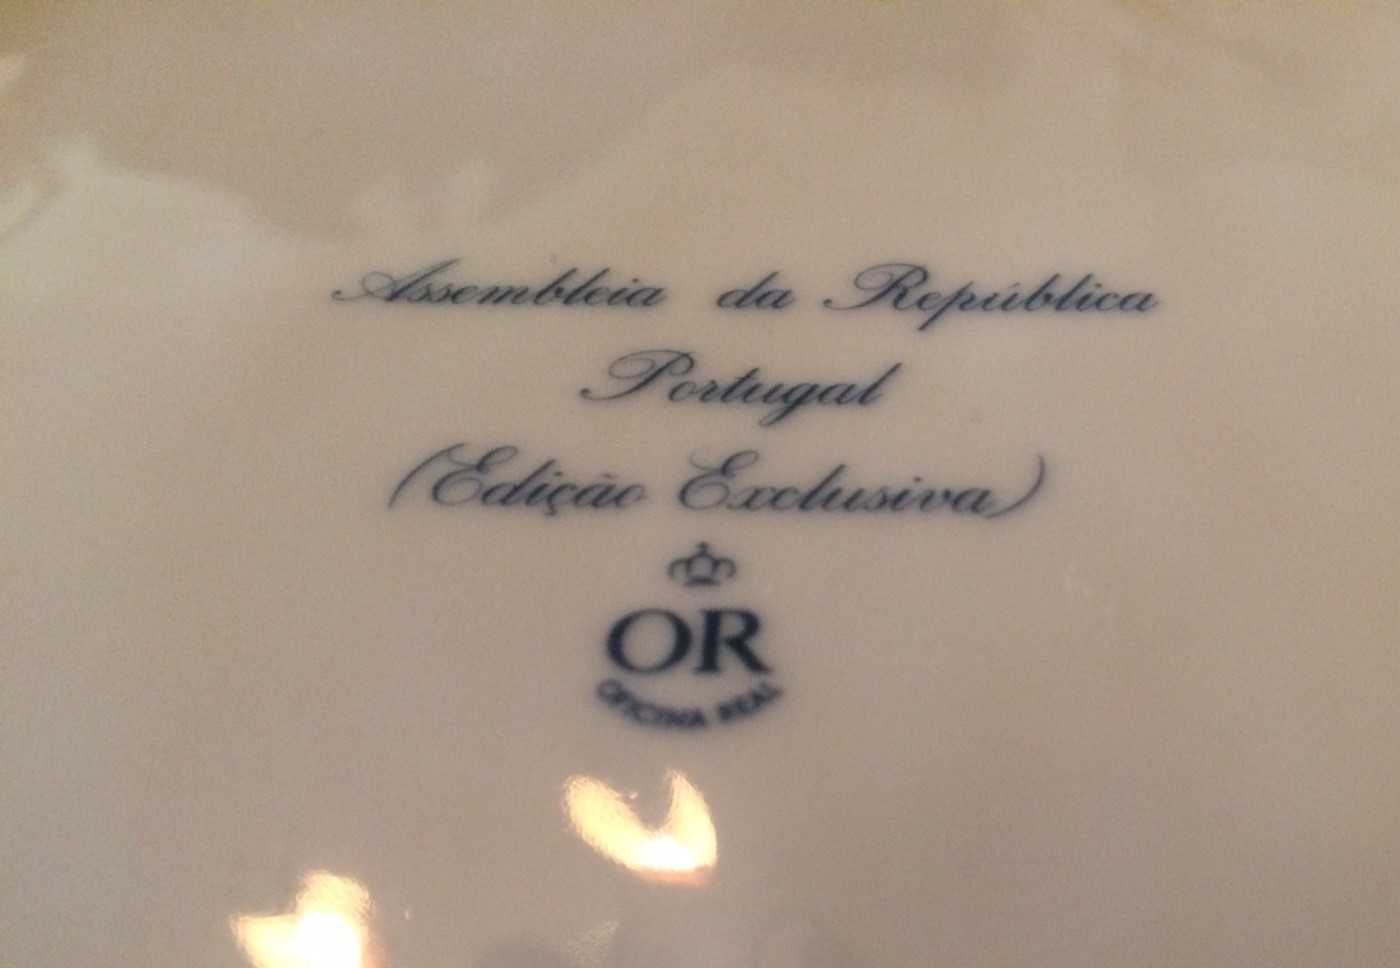 Assembleia da República
Portugal
(Edição Exclusiva)
OR
OFICINA REAL